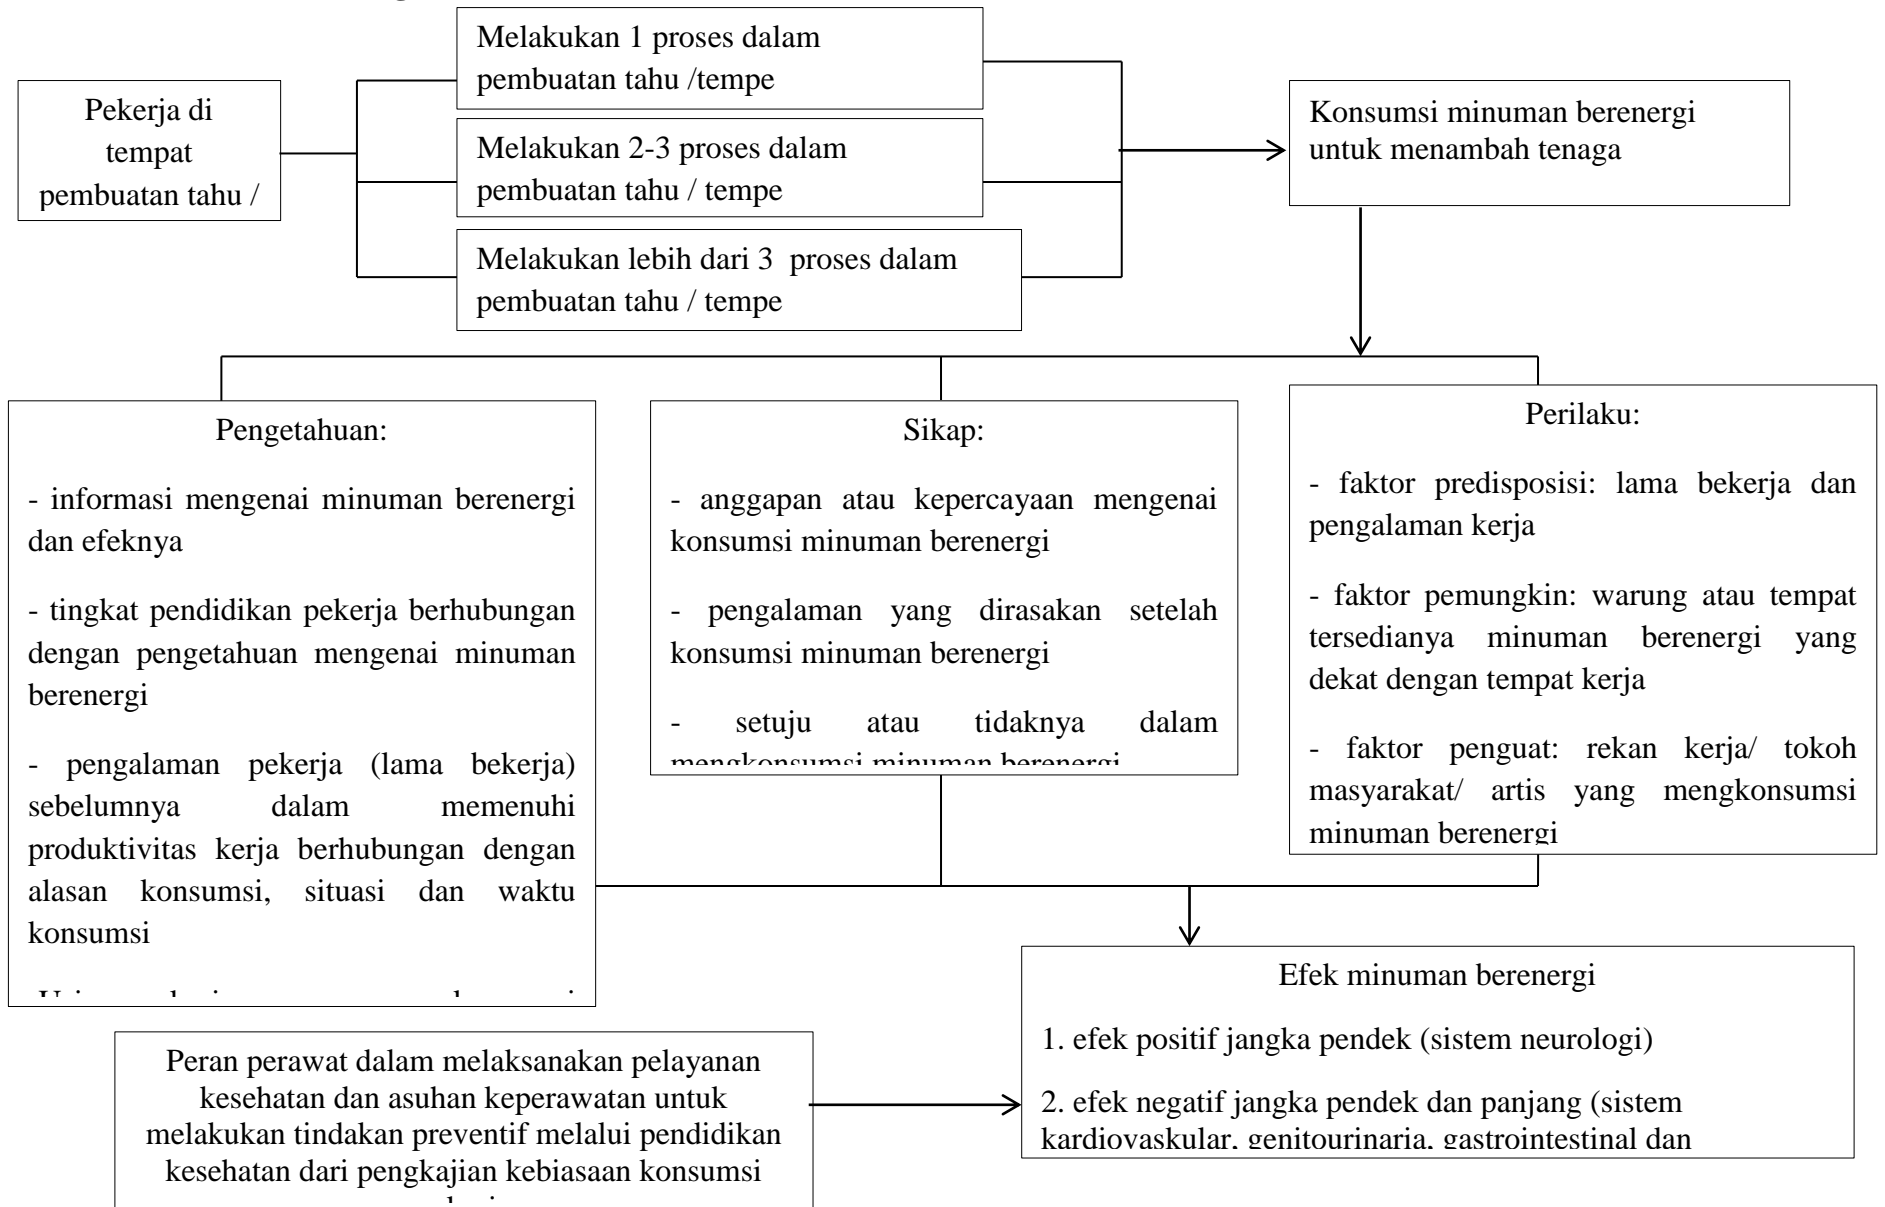 Pekerja di
tempat
pembuatan tahu /
Melakukan 1 proses dalam
pembuatan tahu /tempe
Melakukan 2-3 proses dalam
pembuatan tahu / tempe
Melakukan lebih dari 3  proses dalam
pembuatan tahu / tempe
Konsumsi minuman berenergi
untuk menambah tenaga
Pengetahuan:
- informasi mengenai minuman berenergi
dan efeknya
- tingkat pendidikan pekerja berhubungan
dengan pengetahuan mengenai minuman
berenergi
- pengalaman pekerja (lama bekerja)
sebelumnya dalam memenuhi
produktivitas kerja berhubungan dengan
alasan konsumsi, situasi dan waktu
konsumsi
Sikap:
- anggapan atau kepercayaan mengenai
konsumsi minuman berenergi
- pengalaman yang dirasakan setelah
konsumsi minuman berenergi
- setuju atau tidaknya dalam
mengkonsumsi minuman berenergi
Perilaku:
- faktor predisposisi: lama bekerja dan
pengalaman kerja
- faktor pemungkin: warung atau tempat
tersedianya minuman berenergi yang
dekat dengan tempat kerja
- faktor penguat: rekan kerja/ tokoh
masyarakat/ artis yang mengkonsumsi
minuman berenergi
Efek minuman berenergi
1. efek positif jangka pendek (sistem neurologi)
2. efek negatif jangka pendek dan panjang (sistem
kardiovaskular, genitourinaria, gastrointestinal dan
Peran perawat dalam melaksanakan pelayanan
kesehatan dan asuhan keperawatan untuk
melakukan tindakan preventif melalui pendidikan
kesehatan dari pengkajian kebiasaan konsumsi